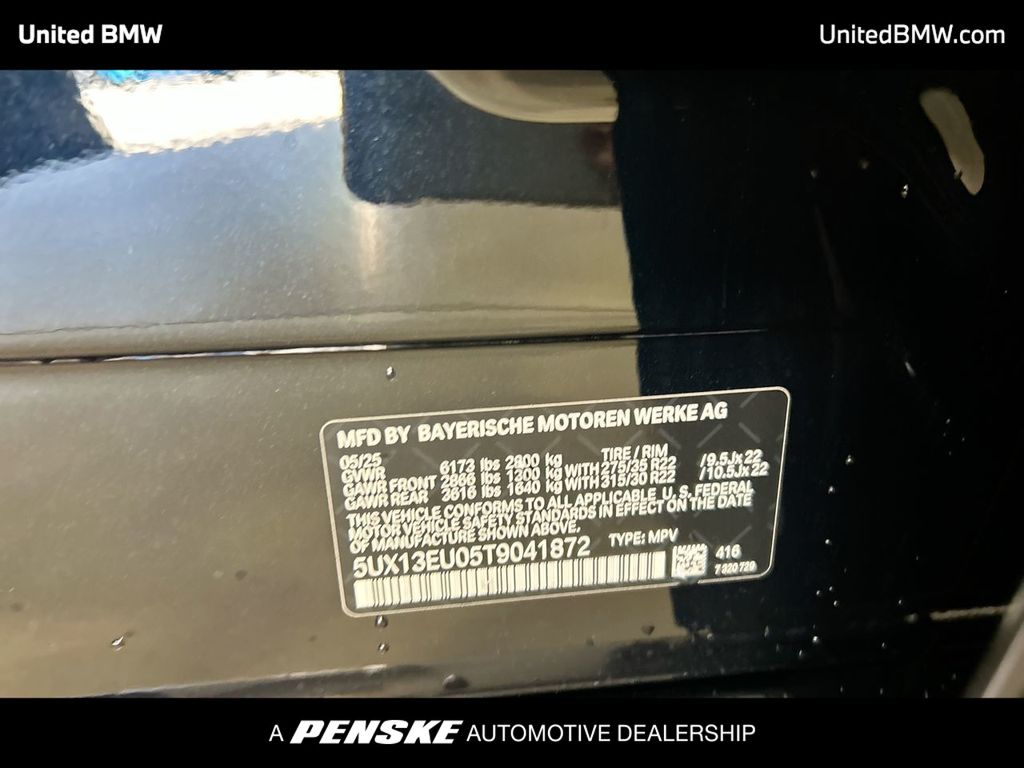 United BMW
UnitedBMW.com
MFD BY BAYERISCHE MOTOREN WERKE AG
05/25 TIRE / RIM
GVWR 6173 lbs 2800 kg
GAWR FRONT 2866 lbs 1300 kg WITH 275/35 R22 /9.5Jx22
GAWR REAR 3616 lbs 1640 kg WITH 315/30 R22 /10.5Jx22
THIS VEHICLE CONFORMS TO ALL APPLICABLE U.S. FEDERAL
MOTOR VEHICLE SAFETY STANDARDS IN EFFECT ON THE DATE
OF MANUFACTURE SHOWN ABOVE.
5UX13EU05T9041872 TYPE: MPV
416
7 320 729
A PENSKE AUTOMOTIVE DEALERSHIP